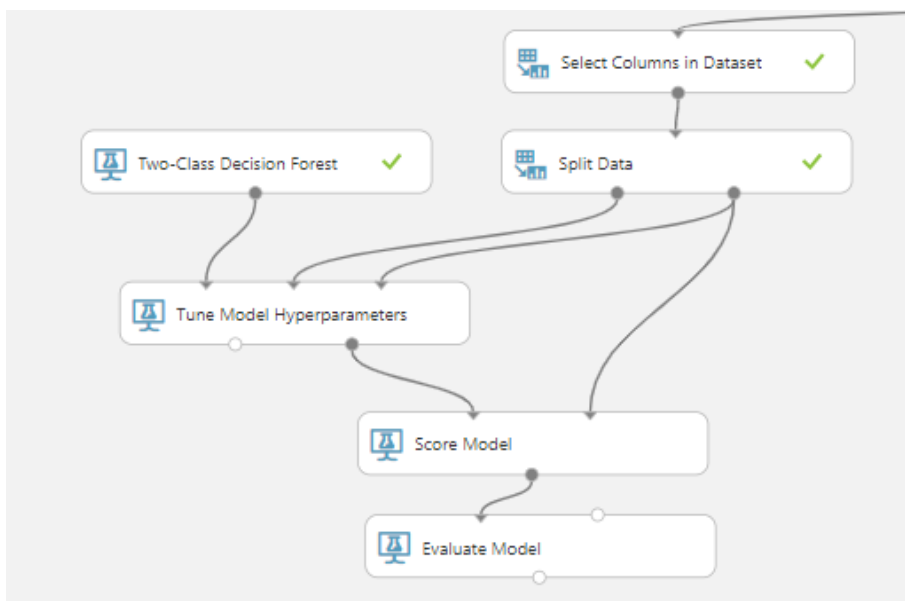 Select Columns in Dataset
Two-Class Decision Forest
Split Data
Tune Model Hyperparameters
Score Model
Evaluate Model